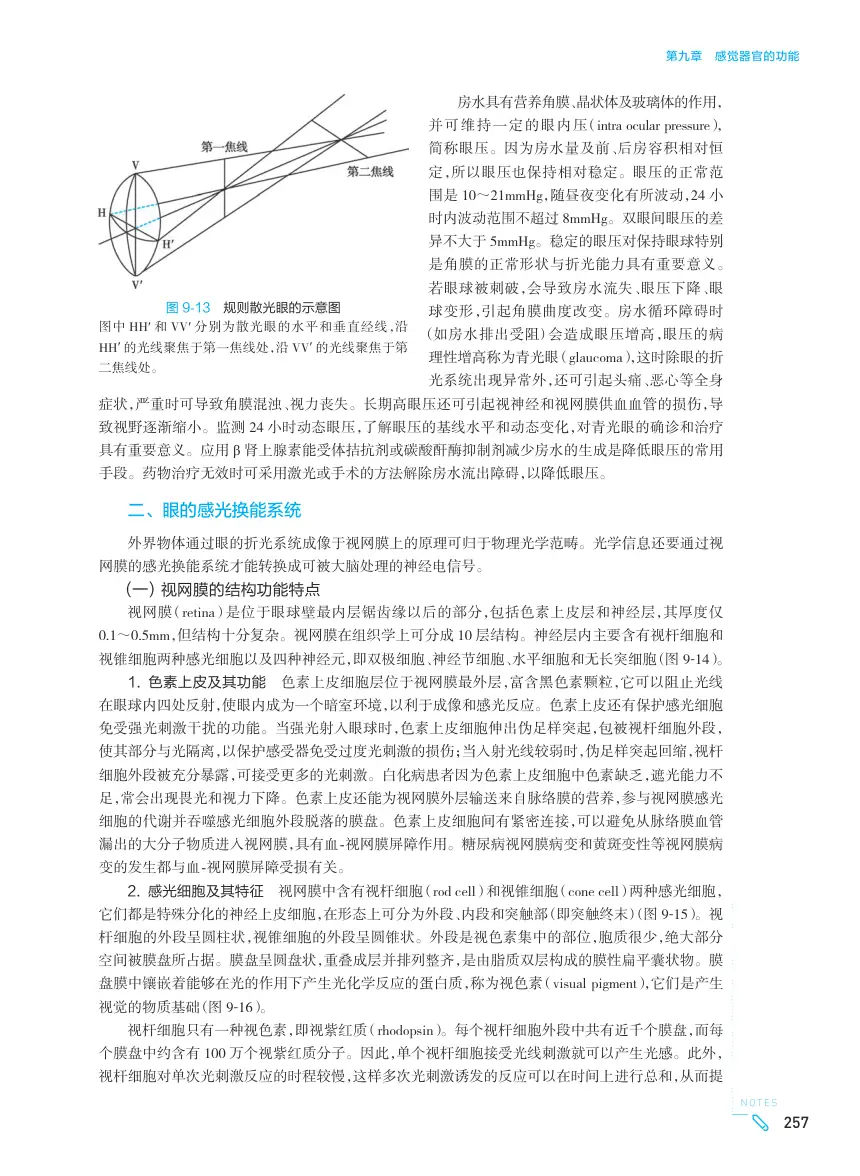 第九章 感觉器官的功能
第一焦线
第二焦线
V
H
H′
V′
图 9-13 规则散光眼的示意图
图中 HH′ 和 VV′ 分别为散光眼的水平和垂直经线,沿
HH′ 的光线聚焦于第一焦线处,沿 VV′ 的光线聚焦于第
二焦线处。
房水具有营养角膜、晶状体及玻璃体的作用,
并可维持一定的眼内压(intra ocular pressure),
简称眼压。因为房水量及前、后房容积相对恒
定,所以眼压也保持相对稳定。眼压的正常范
围是 10～21mmHg,随昼夜变化有所波动,24 小
时内波动范围不超过 8mmHg。双眼间眼压的差
异不大于 5mmHg。稳定的眼压对保持眼球特别
是角膜的正常形状与折光能力具有重要意义。
若眼球被刺破,会导致房水流失、眼压下降、眼
球变形,引起角膜曲度改变。房水循环障碍时
(如房水排出受阻)会造成眼压增高,眼压的病
理性增高称为青光眼(glaucoma),这时除眼的折
光系统出现异常外,还可引起头痛、恶心等全身
症状,严重时可导致角膜混浊、视力丧失。长期高眼压还可引起视神经和视网膜供血血管的损伤,导
致视野逐渐缩小。监测 24 小时动态眼压,了解眼压的基线水平和动态变化,对青光眼的确诊和治疗
具有重要意义。应用 β 肾上腺素能受体拮抗剂或碳酸酐酶抑制剂减少房水的生成是降低眼压的常用
手段。药物治疗无效时可采用激光或手术的方法解除房水流出障碍,以降低眼压。
二、眼的感光换能系统
外界物体通过眼的折光系统成像于视网膜上的原理可归于物理光学范畴。光学信息还要通过视
网膜的感光换能系统才能转换成可被大脑处理的神经电信号。
(一) 视网膜的结构功能特点
视网膜(retina)是位于眼球壁最内层锯齿缘以后的部分,包括色素上皮层和神经层,其厚度仅
0.1～0.5mm,但结构十分复杂。视网膜在组织学上可分成 10 层结构。神经层内主要含有视杆细胞和
视锥细胞两种感光细胞以及四种神经元,即双极细胞、神经节细胞、水平细胞和无长突细胞(图 9-14)。
1. 色素上皮及其功能 色素上皮细胞层位于视网膜最外层,富含黑色素颗粒,它可以阻止光线
在眼球内四处反射,使眼内成为一个暗室环境,以利于成像和感光反应。色素上皮还有保护感光细胞
免受强光刺激干扰的功能。当强光射入眼球时,色素上皮细胞伸出伪足样突起,包被视杆细胞外段,
使其部分与光隔离,以保护感受器免受过度光刺激的损伤;当入射光线较弱时,伪足样突起回缩,视杆
细胞外段被充分暴露,可接受更多的光刺激。白化病患者因为色素上皮细胞中色素缺乏,遮光能力不
足,常会出现畏光和视力下降。色素上皮还能为视网膜外层输送来自脉络膜的营养,参与视网膜感光
细胞的代谢并吞噬感光细胞外段脱落的膜盘。色素上皮细胞间有紧密连接,可以避免从脉络膜血管
漏出的大分子物质进入视网膜,具有血-视网膜屏障作用。糖尿病视网膜病变和黄斑变性等视网膜病
变的发生都与血-视网膜屏障受损有关。
2. 感光细胞及其特征 视网膜中含有视杆细胞(rod cell)和视锥细胞(cone cell)两种感光细胞,
它们都是特殊分化的神经上皮细胞,在形态上可分为外段、内段和突触部(即突触终末)(图 9-15)。视
杆细胞的外段呈圆柱状,视锥细胞的外段呈圆锥状。外段是视色素集中的部位,胞质很少,绝大部分
空间被膜盘所占据。膜盘呈圆盘状,重叠成层并排列整齐,是由脂质双层构成的膜性扁平囊状物。膜
盘膜中镶嵌着能够在光的作用下产生光化学反应的蛋白质,称为视色素(visual pigment),它们是产生
视觉的物质基础(图 9-16)。
视杆细胞只有一种视色素,即视紫红质(rhodopsin)。每个视杆细胞外段中共有近千个膜盘,而每
个膜盘中约含有 100 万个视紫红质分子。因此,单个视杆细胞接受光线刺激就可以产生光感。此外,
视杆细胞对单次光刺激反应的时程较慢,这样多次光刺激诱发的反应可以在时间上进行总和,从而提
NOTES
257